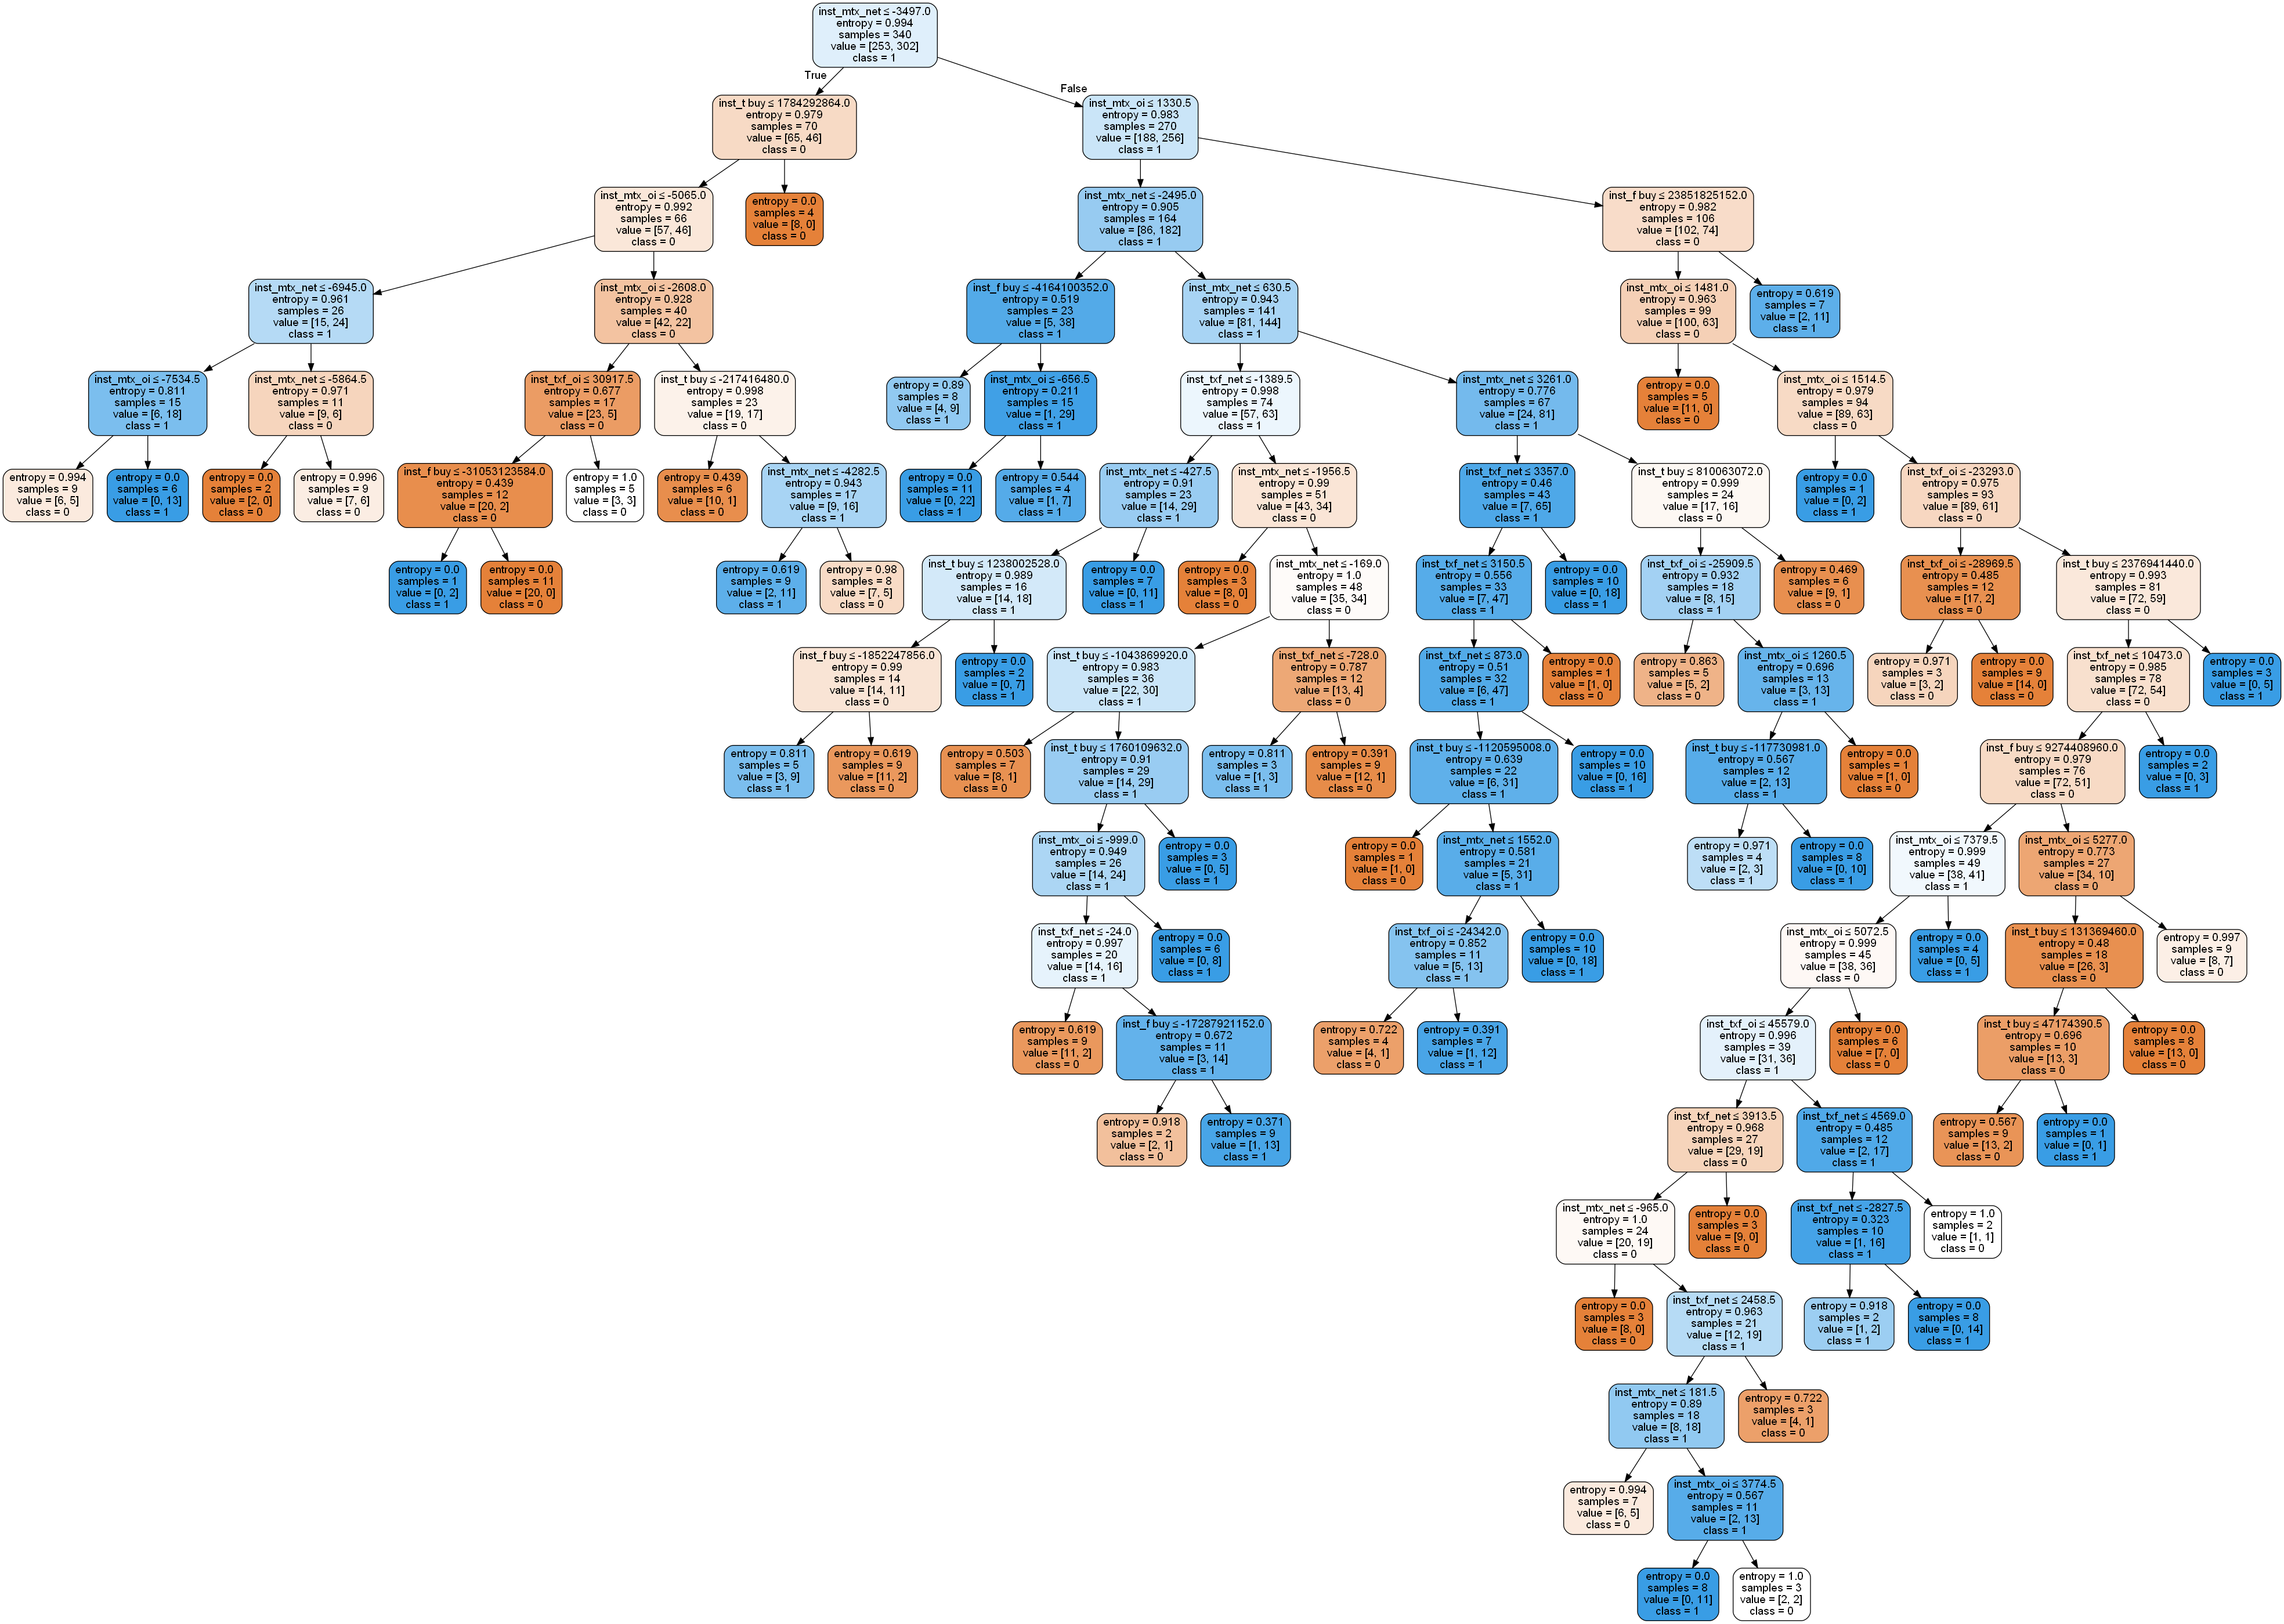 inst_mtx_net ≤ -3497.0
entropy = 0.994
samples = 340
value = [253, 302]
class = 1
True
False
inst_t buy ≤ 1784292864.0
entropy = 0.979
samples = 70
value = [65, 46]
class = 0
inst_mtx_oi ≤ 1330.5
entropy = 0.983
samples = 270
value = [188, 256]
class = 1
inst_mtx_oi ≤ -5065.0
entropy = 0.992
samples = 66
value = [57, 46]
class = 0
entropy = 0.0
samples = 4
value = [8, 0]
class = 0
inst_mtx_net ≤ -2495.0
entropy = 0.905
samples = 164
value = [86, 182]
class = 1
inst_f buy ≤ 23851825152.0
entropy = 0.982
samples = 106
value = [102, 74]
class = 0
inst_mtx_net ≤ -6945.0
entropy = 0.961
samples = 26
value = [15, 24]
class = 1
inst_mtx_oi ≤ -2608.0
entropy = 0.928
samples = 40
value = [42, 22]
class = 0
inst_f buy ≤ -4164100352.0
entropy = 0.519
samples = 23
value = [5, 38]
class = 1
inst_mtx_net ≤ 630.5
entropy = 0.943
samples = 141
value = [81, 144]
class = 1
inst_mtx_oi ≤ 1481.0
entropy = 0.963
samples = 99
value = [100, 63]
class = 0
entropy = 0.619
samples = 7
value = [2, 11]
class = 1
inst_mtx_oi ≤ -7534.5
entropy = 0.811
samples = 15
value = [6, 18]
class = 1
inst_mtx_net ≤ -5864.5
entropy = 0.971
samples = 11
value = [9, 6]
class = 0
inst_txf_oi ≤ 30917.5
entropy = 0.677
samples = 17
value = [23, 5]
class = 0
inst_t buy ≤ -217416480.0
entropy = 0.998
samples = 23
value = [19, 17]
class = 0
entropy = 0.89
samples = 8
value = [4, 9]
class = 1
inst_mtx_oi ≤ -656.5
entropy = 0.211
samples = 15
value = [1, 29]
class = 1
inst_txf_net ≤ -1389.5
entropy = 0.998
samples = 74
value = [57, 63]
class = 1
inst_mtx_net ≤ 3261.0
entropy = 0.776
samples = 67
value = [24, 81]
class = 1
entropy = 0.0
samples = 5
value = [11, 0]
class = 0
inst_mtx_oi ≤ 1514.5
entropy = 0.979
samples = 94
value = [89, 63]
class = 0
entropy = 0.994
samples = 9
value = [6, 5]
class = 0
entropy = 0.0
samples = 6
value = [0, 13]
class = 1
entropy = 0.0
samples = 2
value = [2, 0]
class = 0
entropy = 0.996
samples = 9
value = [7, 6]
class = 0
inst_f buy ≤ -31053123584.0
entropy = 0.439
samples = 12
value = [20, 2]
class = 0
entropy = 1.0
samples = 5
value = [3, 3]
class = 0
entropy = 0.439
samples = 6
value = [10, 1]
class = 0
inst_mtx_net ≤ -4282.5
entropy = 0.943
samples = 17
value = [9, 16]
class = 1
entropy = 0.0
samples = 11
value = [0, 22]
class = 1
entropy = 0.544
samples = 4
value = [1, 7]
class = 1
inst_mtx_net ≤ -427.5
entropy = 0.91
samples = 23
value = [14, 29]
class = 1
inst_mtx_net ≤ -1956.5
entropy = 0.99
samples = 51
value = [43, 34]
class = 0
inst_txf_net ≤ 3357.0
entropy = 0.46
samples = 43
value = [7, 65]
class = 1
inst_t buy ≤ 810063072.0
entropy = 0.999
samples = 24
value = [17, 16]
class = 0
entropy = 0.0
samples = 1
value = [0, 2]
class = 1
inst_txf_oi ≤ -23293.0
entropy = 0.975
samples = 93
value = [89, 61]
class = 0
entropy = 0.0
samples = 1
value = [0, 2]
class = 1
entropy = 0.0
samples = 11
value = [20, 0]
class = 0
entropy = 0.619
samples = 9
value = [2, 11]
class = 1
entropy = 0.98
samples = 8
value = [7, 5]
class = 0
inst_t buy ≤ 1238002528.0
entropy = 0.989
samples = 16
value = [14, 18]
class = 1
entropy = 0.0
samples = 7
value = [0, 11]
class = 1
entropy = 0.0
samples = 3
value = [8, 0]
class = 0
inst_mtx_net ≤ -169.0
entropy = 1.0
samples = 48
value = [35, 34]
class = 0
inst_txf_net ≤ 3150.5
entropy = 0.556
samples = 33
value = [7, 47]
class = 1
entropy = 0.0
samples = 10
value = [0, 18]
class = 1
inst_txf_oi ≤ -25909.5
entropy = 0.932
samples = 18
value = [8, 15]
class = 1
entropy = 0.469
samples = 6
value = [9, 1]
class = 0
inst_txf_oi ≤ -28969.5
entropy = 0.485
samples = 12
value = [17, 2]
class = 0
inst_t buy ≤ 2376941440.0
entropy = 0.993
samples = 81
value = [72, 59]
class = 0
inst_f buy ≤ -1852247856.0
entropy = 0.99
samples = 14
value = [14, 11]
class = 0
entropy = 0.0
samples = 2
value = [0, 7]
class = 1
inst_t buy ≤ -1043869920.0
entropy = 0.983
samples = 36
value = [22, 30]
class = 1
inst_txf_net ≤ -728.0
entropy = 0.787
samples = 12
value = [13, 4]
class = 0
inst_txf_net ≤ 873.0
entropy = 0.51
samples = 32
value = [6, 47]
class = 1
entropy = 0.0
samples = 1
value = [1, 0]
class = 0
entropy = 0.863
samples = 5
value = [5, 2]
class = 0
inst_mtx_oi ≤ 1260.5
entropy = 0.696
samples = 13
value = [3, 13]
class = 1
entropy = 0.971
samples = 3
value = [3, 2]
class = 0
entropy = 0.0
samples = 9
value = [14, 0]
class = 0
inst_txf_net ≤ 10473.0
entropy = 0.985
samples = 78
value = [72, 54]
class = 0
entropy = 0.0
samples = 3
value = [0, 5]
class = 1
entropy = 0.811
samples = 5
value = [3, 9]
class = 1
entropy = 0.619
samples = 9
value = [11, 2]
class = 0
entropy = 0.503
samples = 7
value = [8, 1]
class = 0
inst_t buy ≤ 1760109632.0
entropy = 0.91
samples = 29
value = [14, 29]
class = 1
entropy = 0.811
samples = 3
value = [1, 3]
class = 1
entropy = 0.391
samples = 9
value = [12, 1]
class = 0
inst_t buy ≤ -1120595008.0
entropy = 0.639
samples = 22
value = [6, 31]
class = 1
entropy = 0.0
samples = 10
value = [0, 16]
class = 1
inst_t buy ≤ -117730981.0
entropy = 0.567
samples = 12
value = [2, 13]
class = 1
entropy = 0.0
samples = 1
value = [1, 0]
class = 0
inst_f buy ≤ 9274408960.0
entropy = 0.979
samples = 76
value = [72, 51]
class = 0
entropy = 0.0
samples = 2
value = [0, 3]
class = 1
inst_mtx_oi ≤ -999.0
entropy = 0.949
samples = 26
value = [14, 24]
class = 1
entropy = 0.0
samples = 3
value = [0, 5]
class = 1
entropy = 0.0
samples = 1
value = [1, 0]
class = 0
inst_mtx_net ≤ 1552.0
entropy = 0.581
samples = 21
value = [5, 31]
class = 1
entropy = 0.971
samples = 4
value = [2, 3]
class = 1
entropy = 0.0
samples = 8
value = [0, 10]
class = 1
inst_mtx_oi ≤ 7379.5
entropy = 0.999
samples = 49
value = [38, 41]
class = 1
inst_mtx_oi ≤ 5277.0
entropy = 0.773
samples = 27
value = [34, 10]
class = 0
inst_txf_net ≤ -24.0
entropy = 0.997
samples = 20
value = [14, 16]
class = 1
entropy = 0.0
samples = 6
value = [0, 8]
class = 1
inst_txf_oi ≤ -24342.0
entropy = 0.852
samples = 11
value = [5, 13]
class = 1
entropy = 0.0
samples = 10
value = [0, 18]
class = 1
inst_mtx_oi ≤ 5072.5
entropy = 0.999
samples = 45
value = [38, 36]
class = 0
entropy = 0.0
samples = 4
value = [0, 5]
class = 1
inst_t buy ≤ 131369460.0
entropy = 0.48
samples = 18
value = [26, 3]
class = 0
entropy = 0.997
samples = 9
value = [8, 7]
class = 0
entropy = 0.619
samples = 9
value = [11, 2]
class = 0
inst_f buy ≤ -17287921152.0
entropy = 0.672
samples = 11
value = [3, 14]
class = 1
entropy = 0.722
samples = 4
value = [4, 1]
class = 0
entropy = 0.391
samples = 7
value = [1, 12]
class = 1
inst_txf_oi ≤ 45579.0
entropy = 0.996
samples = 39
value = [31, 36]
class = 1
entropy = 0.0
samples = 6
value = [7, 0]
class = 0
inst_t buy ≤ 47174390.5
entropy = 0.696
samples = 10
value = [13, 3]
class = 0
entropy = 0.0
samples = 8
value = [13, 0]
class = 0
entropy = 0.918
samples = 2
value = [2, 1]
class = 0
entropy = 0.371
samples = 9
value = [1, 13]
class = 1
inst_txf_net ≤ 3913.5
entropy = 0.968
samples = 27
value = [29, 19]
class = 0
inst_txf_net ≤ 4569.0
entropy = 0.485
samples = 12
value = [2, 17]
class = 1
entropy = 0.567
samples = 9
value = [13, 2]
class = 0
entropy = 0.0
samples = 1
value = [0, 1]
class = 1
inst_mtx_net ≤ -965.0
entropy = 1.0
samples = 24
value = [20, 19]
class = 0
entropy = 0.0
samples = 3
value = [9, 0]
class = 0
inst_txf_net ≤ -2827.5
entropy = 0.323
samples = 10
value = [1, 16]
class = 1
entropy = 1.0
samples = 2
value = [1, 1]
class = 0
entropy = 0.0
samples = 3
value = [8, 0]
class = 0
inst_txf_net ≤ 2458.5
entropy = 0.963
samples = 21
value = [12, 19]
class = 1
entropy = 0.918
samples = 2
value = [1, 2]
class = 1
entropy = 0.0
samples = 8
value = [0, 14]
class = 1
inst_mtx_net ≤ 181.5
entropy = 0.89
samples = 18
value = [8, 18]
class = 1
entropy = 0.722
samples = 3
value = [4, 1]
class = 0
entropy = 0.994
samples = 7
value = [6, 5]
class = 0
inst_mtx_oi ≤ 3774.5
entropy = 0.567
samples = 11
value = [2, 13]
class = 1
entropy = 0.0
samples = 8
value = [0, 11]
class = 1
entropy = 1.0
samples = 3
value = [2, 2]
class = 0